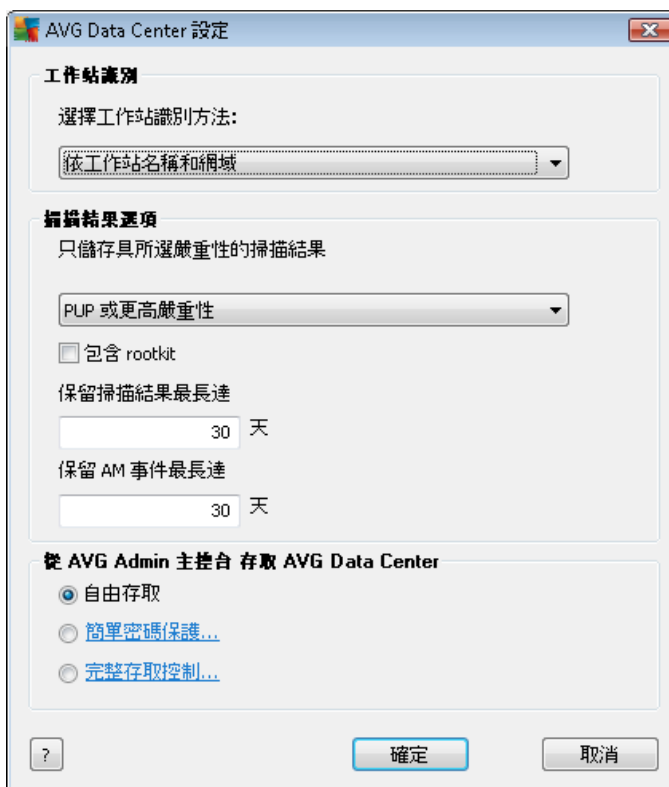 AVG Data Center 設定
工作站識別
選擇工作站識別方法:
依工作站名稱和網域
掃描結果選項
只儲存具所選嚴重性的掃描結果
PUP 或更高嚴重性
包含 rootkit
保留掃描結果最長達
30 天
保留 AM 事件最長達
30 天
從 AVG Admin 主控台 存取 AVG Data Center
自由存取
簡單密碼保護...
完整存取控制...
? 確定 取消